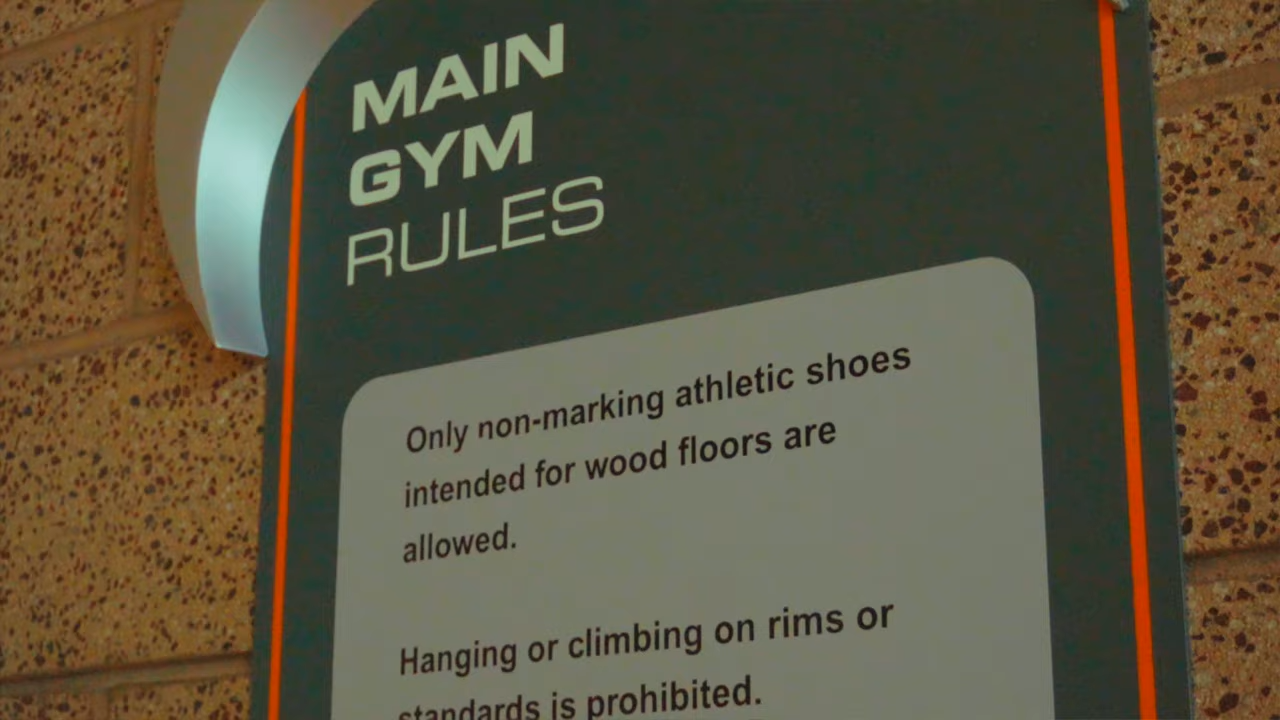 MAIN
GYM
RULES
Only non-marking athletic shoes
intended for wood floors are
allowed.
Hanging or climbing on rims or
standards is prohibited.